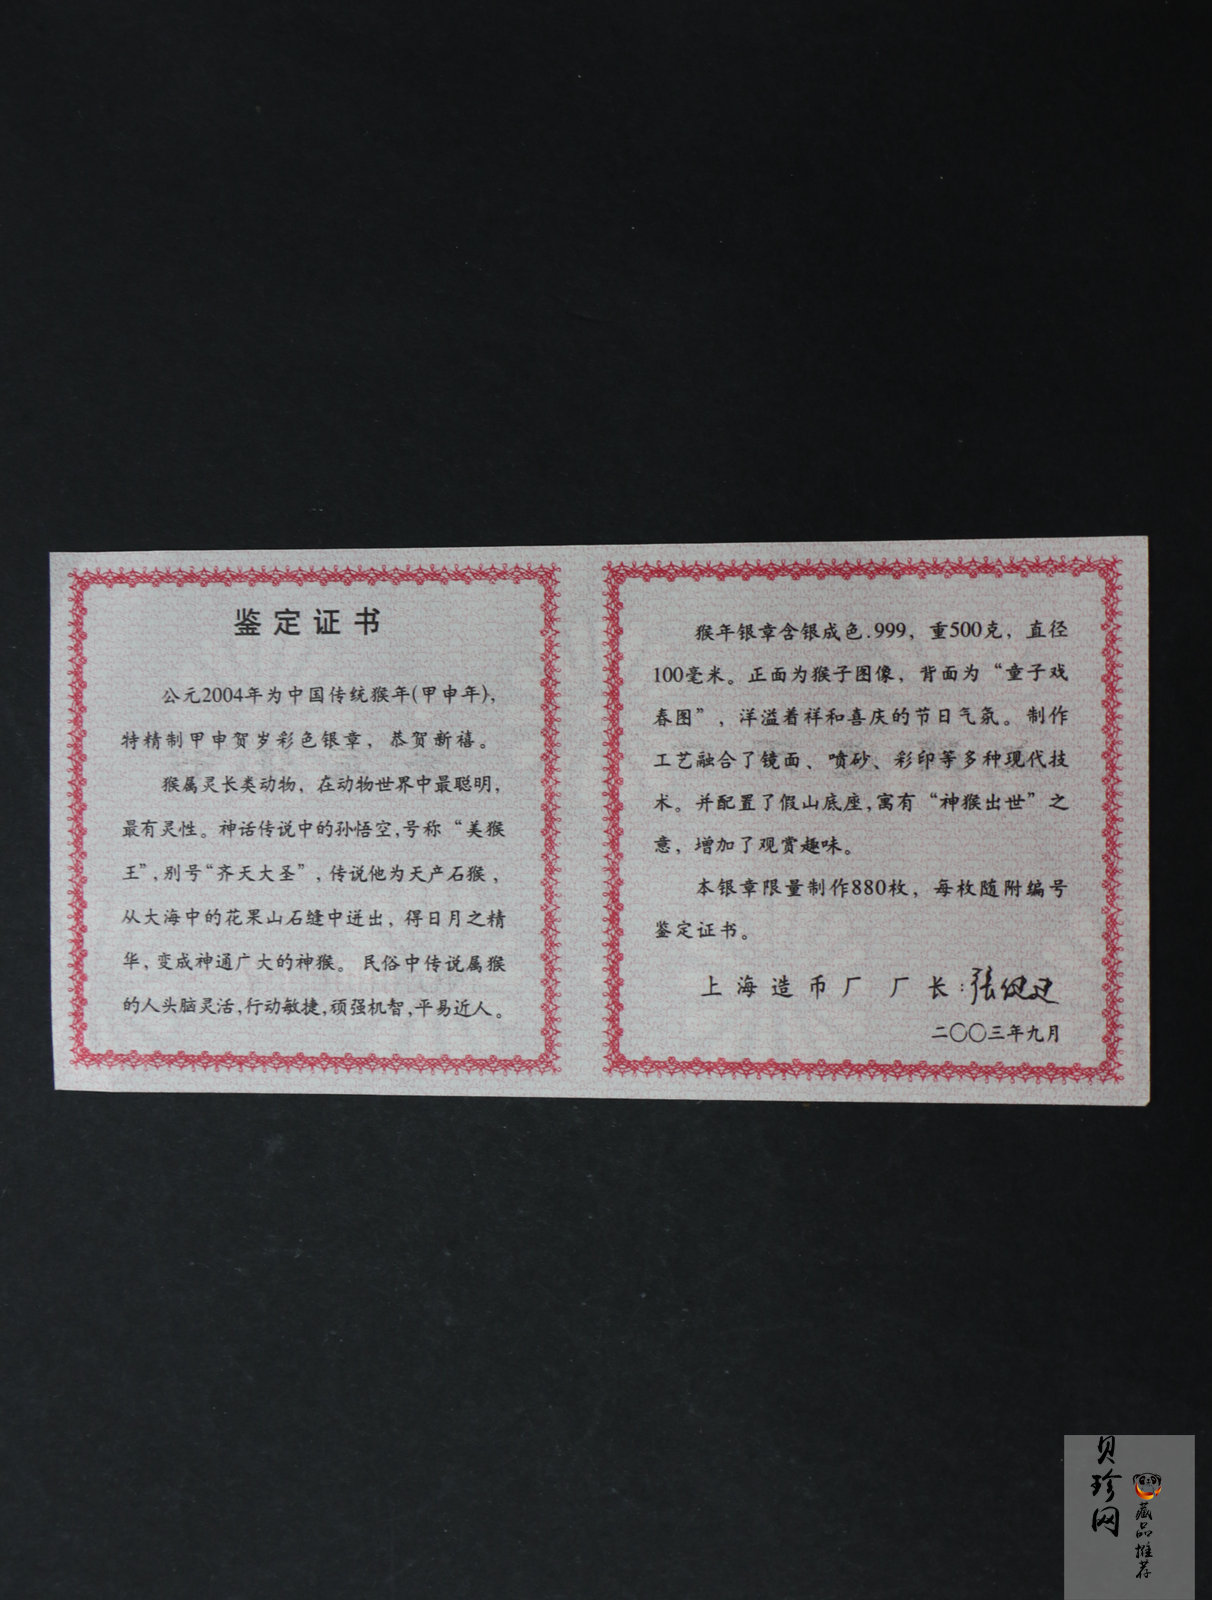 鉴定证书
公元2004年为中国传统猴年(甲申年),
特精制甲申贺岁彩色银章，恭贺新禧。
猴属灵长类动物，在动物世界中最聪明，
最有灵性。神话传说中的孙悟空,号称“美猴
王”,别号“齐天大圣”,传说他为天产石猴，
从大海中的花果山石缝中迸出，得日月之精
华,变成神通广大的神猴。民俗中传说属猴
的人头脑灵活,行动敏捷,顽强机智,平易近人。
猴年银章含银成色.999，重500克，直径
100毫米。正面为猴子图像，背面为“童子戏
春图”，洋溢着祥和喜庆的节日气氛。制作
工艺融合了镜面、喷砂、彩印等多种现代技
术。并配置了假山底座,寓有“神猴出世”之
意，增加了观赏趣味。
本银章限量制作880枚，每枚随附编号
鉴定证书。
上海造币厂 厂长:张健
二〇〇三年九月
贝珍网
藏品推荐